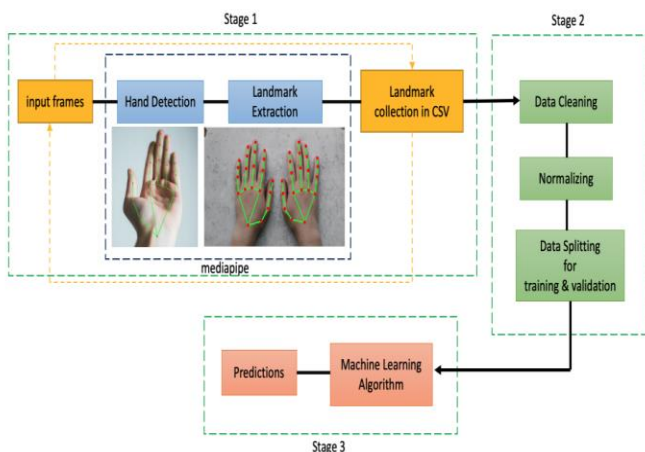 Stage 1
Stage 2
input frames
Hand Detection
Landmark
Extraction
Landmark
collection in CSV
Data Cleaning
Normalizing
Data Splitting
for
training & validation
mediapipe
Predictions
Machine Learning
Algorithm
Stage 3